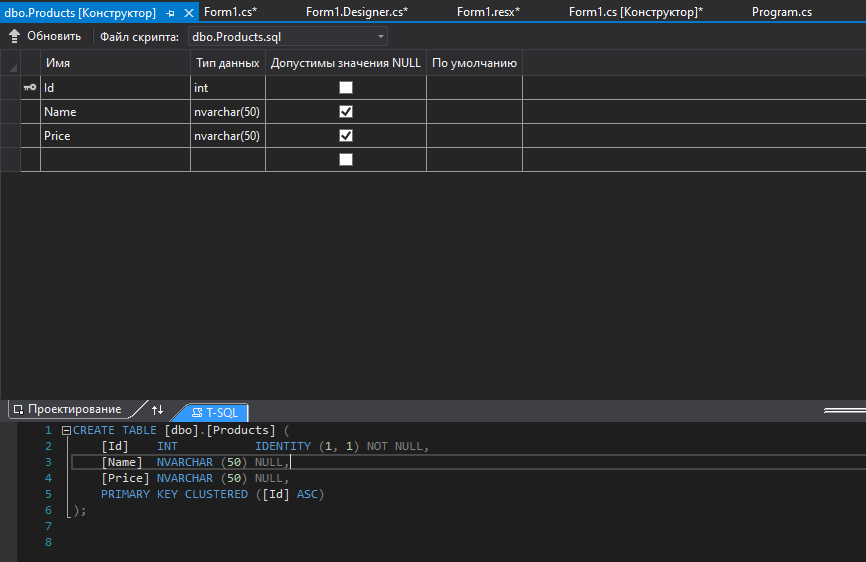 dbo.Products [Конструктор] Form1.cs* Form1.Designer.cs* Form1.resx* Form1.cs [Конструктор]* Program.cs
Обновить Файл скрипта: dbo.Products.sql
Имя Тип данных Допустимы значения NULL По умолчанию
Id int
Name nvarchar(50)
Price nvarchar(50)
Проектирование T-SQL
1 CREATE TABLE [dbo].[Products] (
2 [Id] INT IDENTITY (1, 1) NOT NULL,
3 [Name] NVARCHAR (50) NULL,
4 [Price] NVARCHAR (50) NULL,
5 PRIMARY KEY CLUSTERED ([Id] ASC)
6 );
7
8